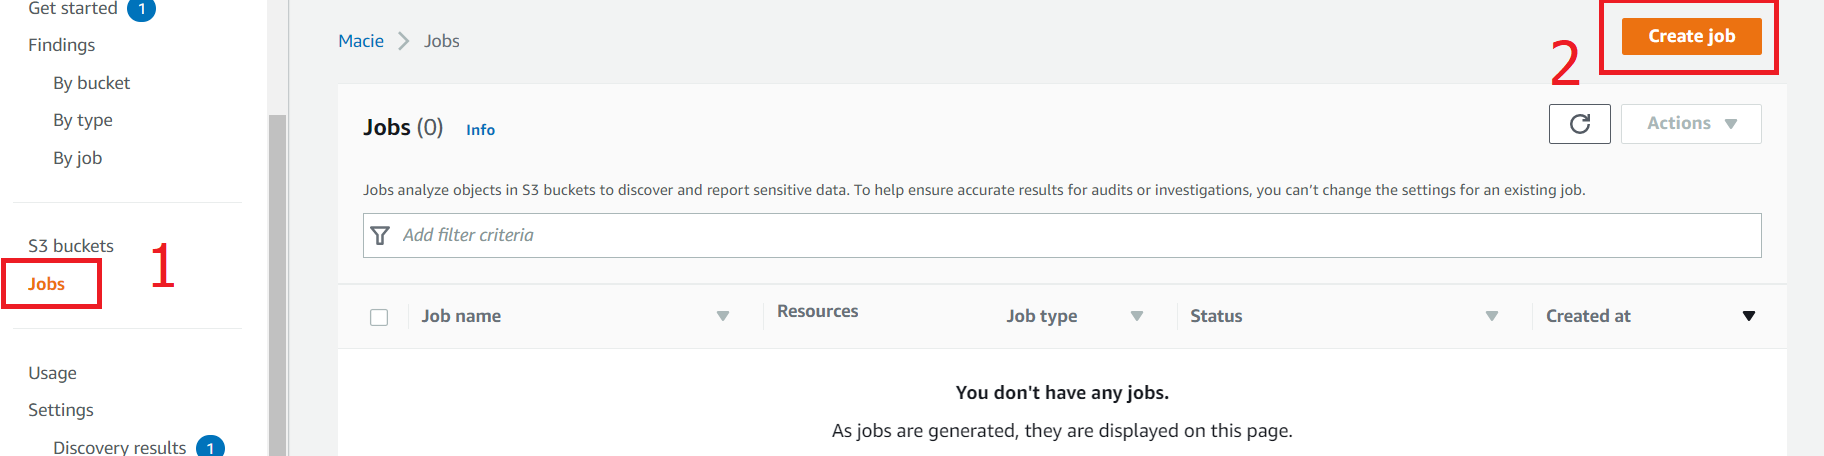 Get started 1
Findings
By bucket
By type
By job
S3 buckets
Jobs
1
Usage
Settings
Discovery results 1
Macie > Jobs
2
Create job
Jobs (0) Info
Actions
Jobs analyze objects in S3 buckets to discover and report sensitive data. To help ensure accurate results for audits or investigations, you can’t change the settings for an existing job.
Add filter criteria
Job name Resources Job type Status Created at
You don't have any jobs.
As jobs are generated, they are displayed on this page.